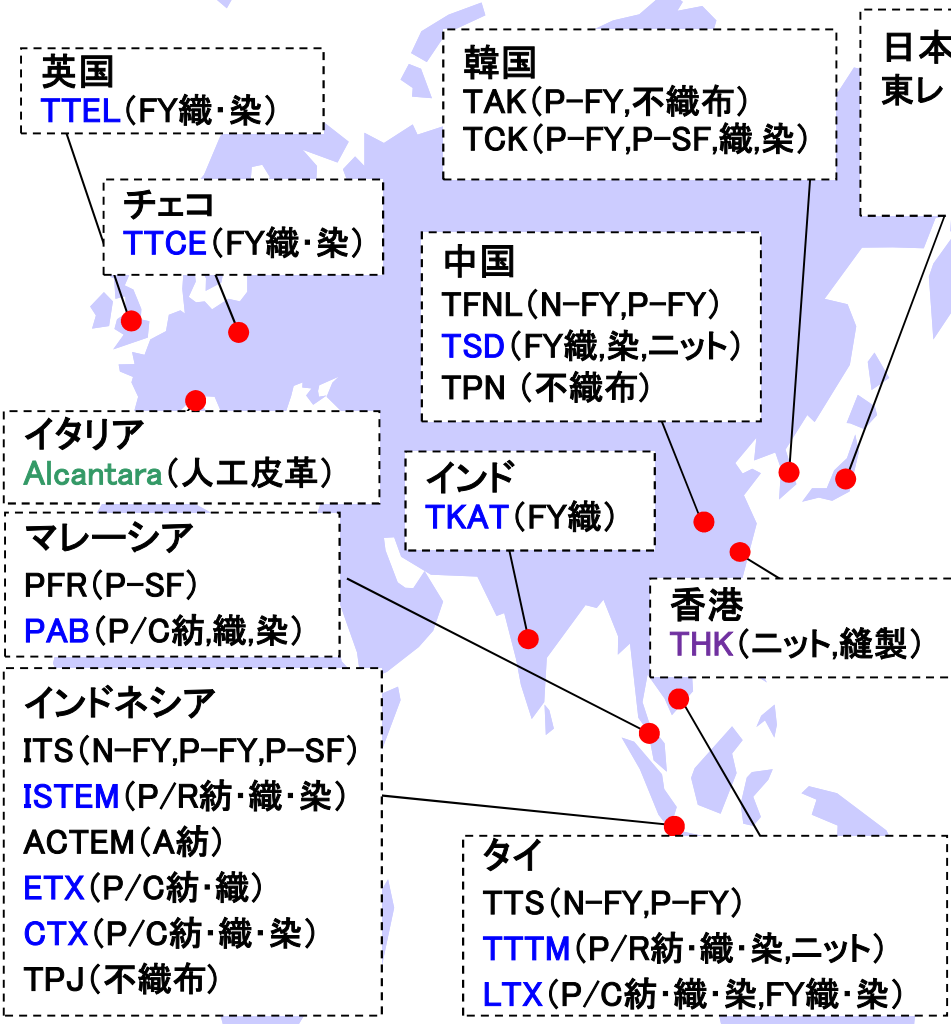 英国
TTEL(FY織・染)
チェコ
TTCE(FY織・染)
イタリア
Alcantara(人工皮革)
マレーシア
PFR(P-SF)
PAB(P/C紡,織,染)
インドネシア
ITS(N-FY,P-FY,P-SF)
ISTEM(P/R紡・織・染)
ACTEM(A紡)
ETX(P/C紡・織)
CTX(P/C紡・織・染)
TPJ(不織布)
韓国
TAK(P-FY,不織布)
TCK(P-FY,P-SF,織,染)
中国
TFNL(N-FY,P-FY)
TSD(FY織,染,ニット)
TPN (不織布)
インド
TKAT(FY織)
日本
東レ
香港
THK(ニット,縫製)
タイ
TTS(N-FY,P-FY)
TTTM(P/R紡・織・染,ニット)
LTX(P/C紡・織・染,FY織・染)